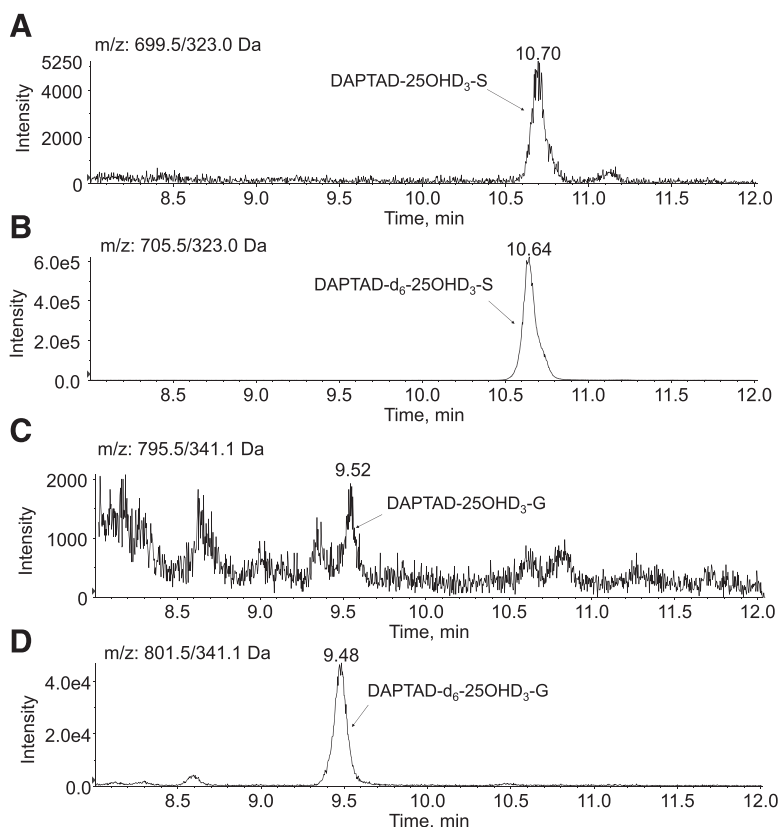 A
m/z: 699.5/323.0 Da
10.70
DAPTAD-25OHD3-S
Intensity
5250
4000
2000
0
8.5 9.0 9.5 10.0 10.5 11.0 11.5 12.0
Time, min
B
m/z: 705.5/323.0 Da
10.64
DAPTAD-d6-25OHD3-S
Intensity
6.0e5
4.0e5
2.0e5
0.0
8.5 9.0 9.5 10.0 10.5 11.0 11.5 12.0
Time, min
C
m/z: 795.5/341.1 Da
9.52
DAPTAD-25OHD3-G
Intensity
2000
1000
0
8.5 9.0 9.5 10.0 10.5 11.0 11.5 12.0
Time, min
D
m/z: 801.5/341.1 Da
9.48
DAPTAD-d6-25OHD3-G
Intensity
4.0e4
2.0e4
0.0
8.5 9.0 9.5 10.0 10.5 11.0 11.5 12.0
Time, min